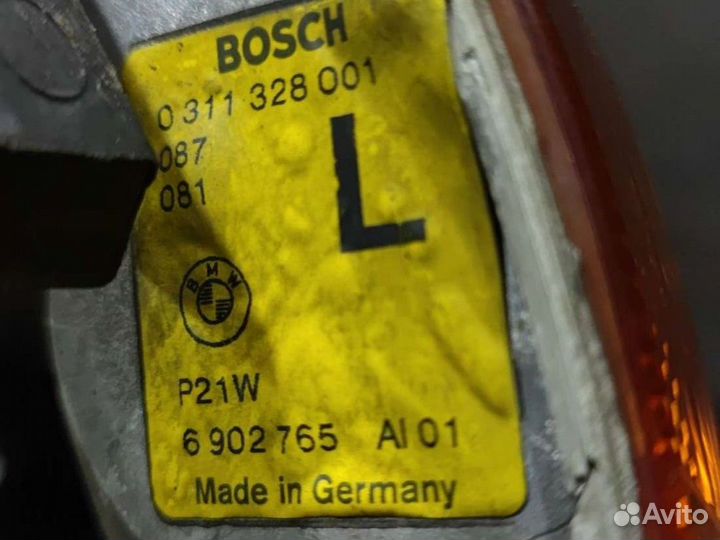 BOSCH
0 311 328 001
087
081
L
BMW
P21W
6 902 765 AI 01
Made in Germany
Avito